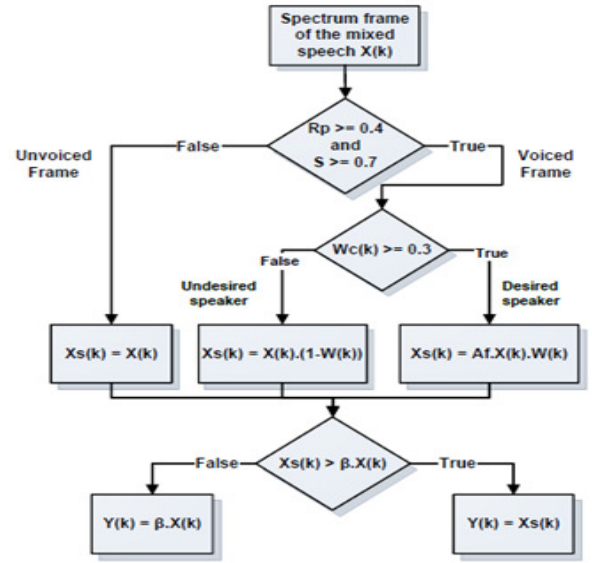 Spectrum frame
of the mixed
speech X(k)
Rp >= 0.4
and
S >= 0.7
False
True
Unvoiced
Frame
Voiced
Frame
Wc(k) >= 0.3
False
True
Undesired
speaker
Desired
speaker
Xs(k) = X(k)
Xs(k) = X(k).(1-W(k))
Xs(k) = Af.X(k).W(k)
Xs(k) > β.X(k)
False
True
Y(k) = β.X(k)
Y(k) = Xs(k)